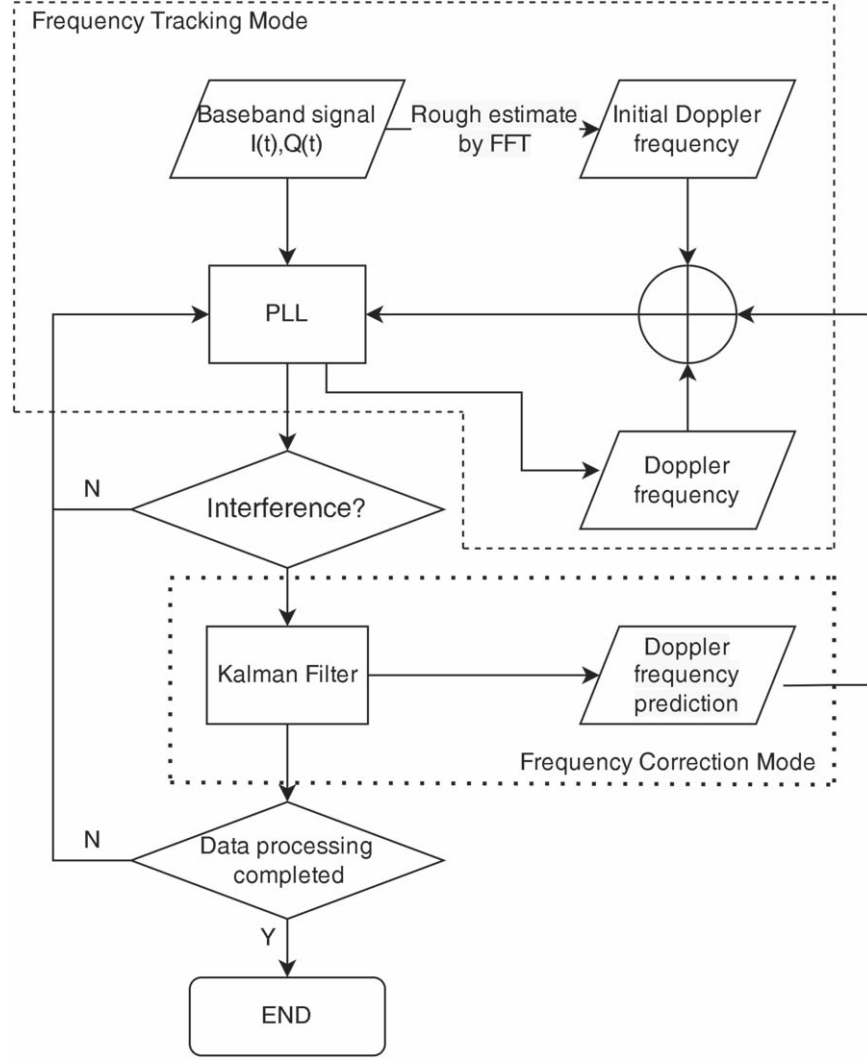 Frequency Tracking Mode
Baseband signal
I(t),Q(t)
Rough estimate
by FFT
Initial Doppler
frequency
PLL
Doppler
frequency
N
Interference?
Kalman Filter
Doppler
frequency
prediction
Frequency Correction Mode
N
Data processing
completed
Y
END